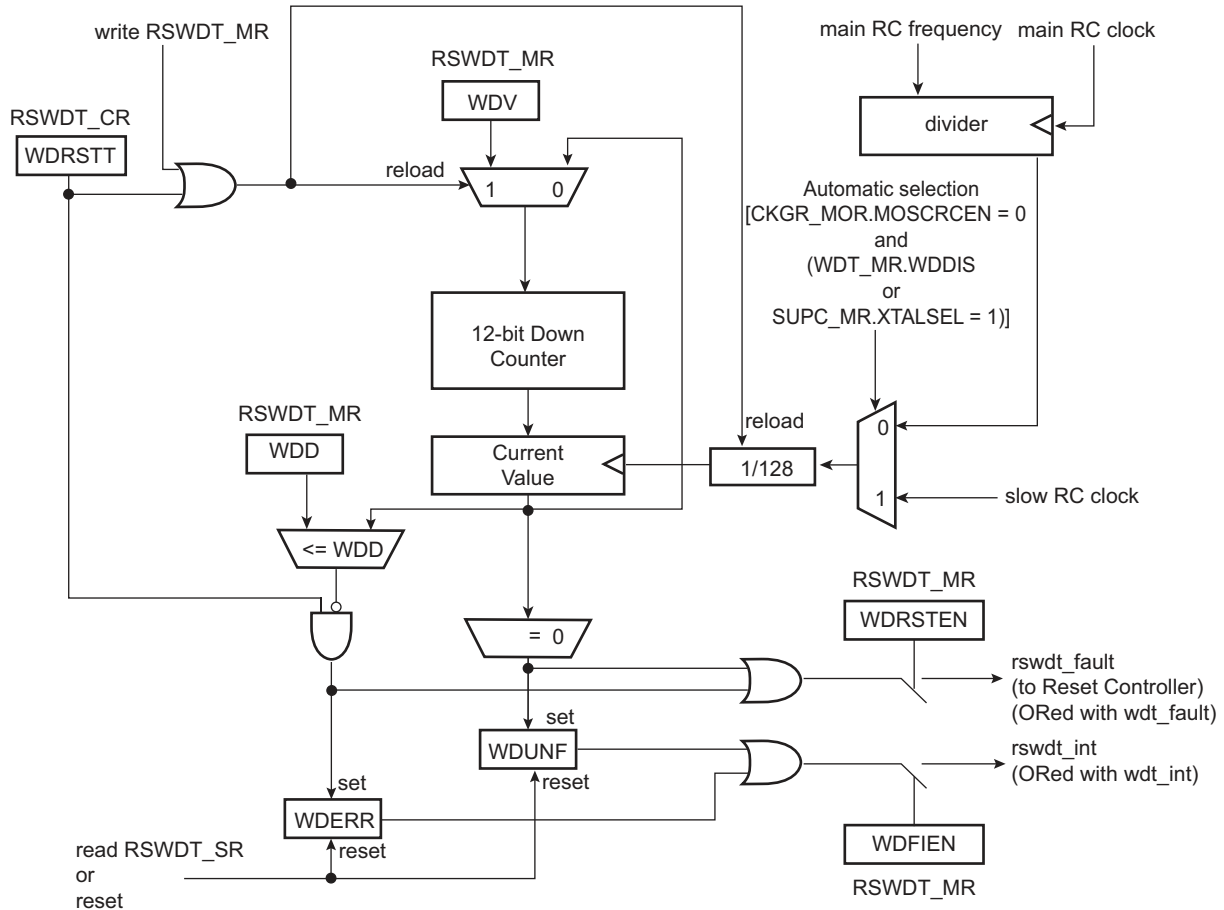 write RSWDT_MR
main RC frequency
main RC clock
RSWDT_MR
WDV
divider
RSWDT_CR
WDRSTT
reload
1 0
Automatic selection
[CKGR_MOR.MOSCRCEN = 0
and
(WDT_MR.WDDIS
or
SUPC_MR.XTALSEL = 1)]
12-bit Down
Counter
RSWDT_MR
WDD
Current
Value
reload
1/128
0
1
slow RC clock
<= WDD
RSWDT_MR
WDRSTEN
= 0
rswdt_fault
(to Reset Controller)
(ORed with wdt_fault)
set
WDUNF
reset
rswdt_int
(ORed with wdt_int)
set
WDERR
reset
WDFIEN
RSWDT_MR
read RSWDT_SR
or
reset